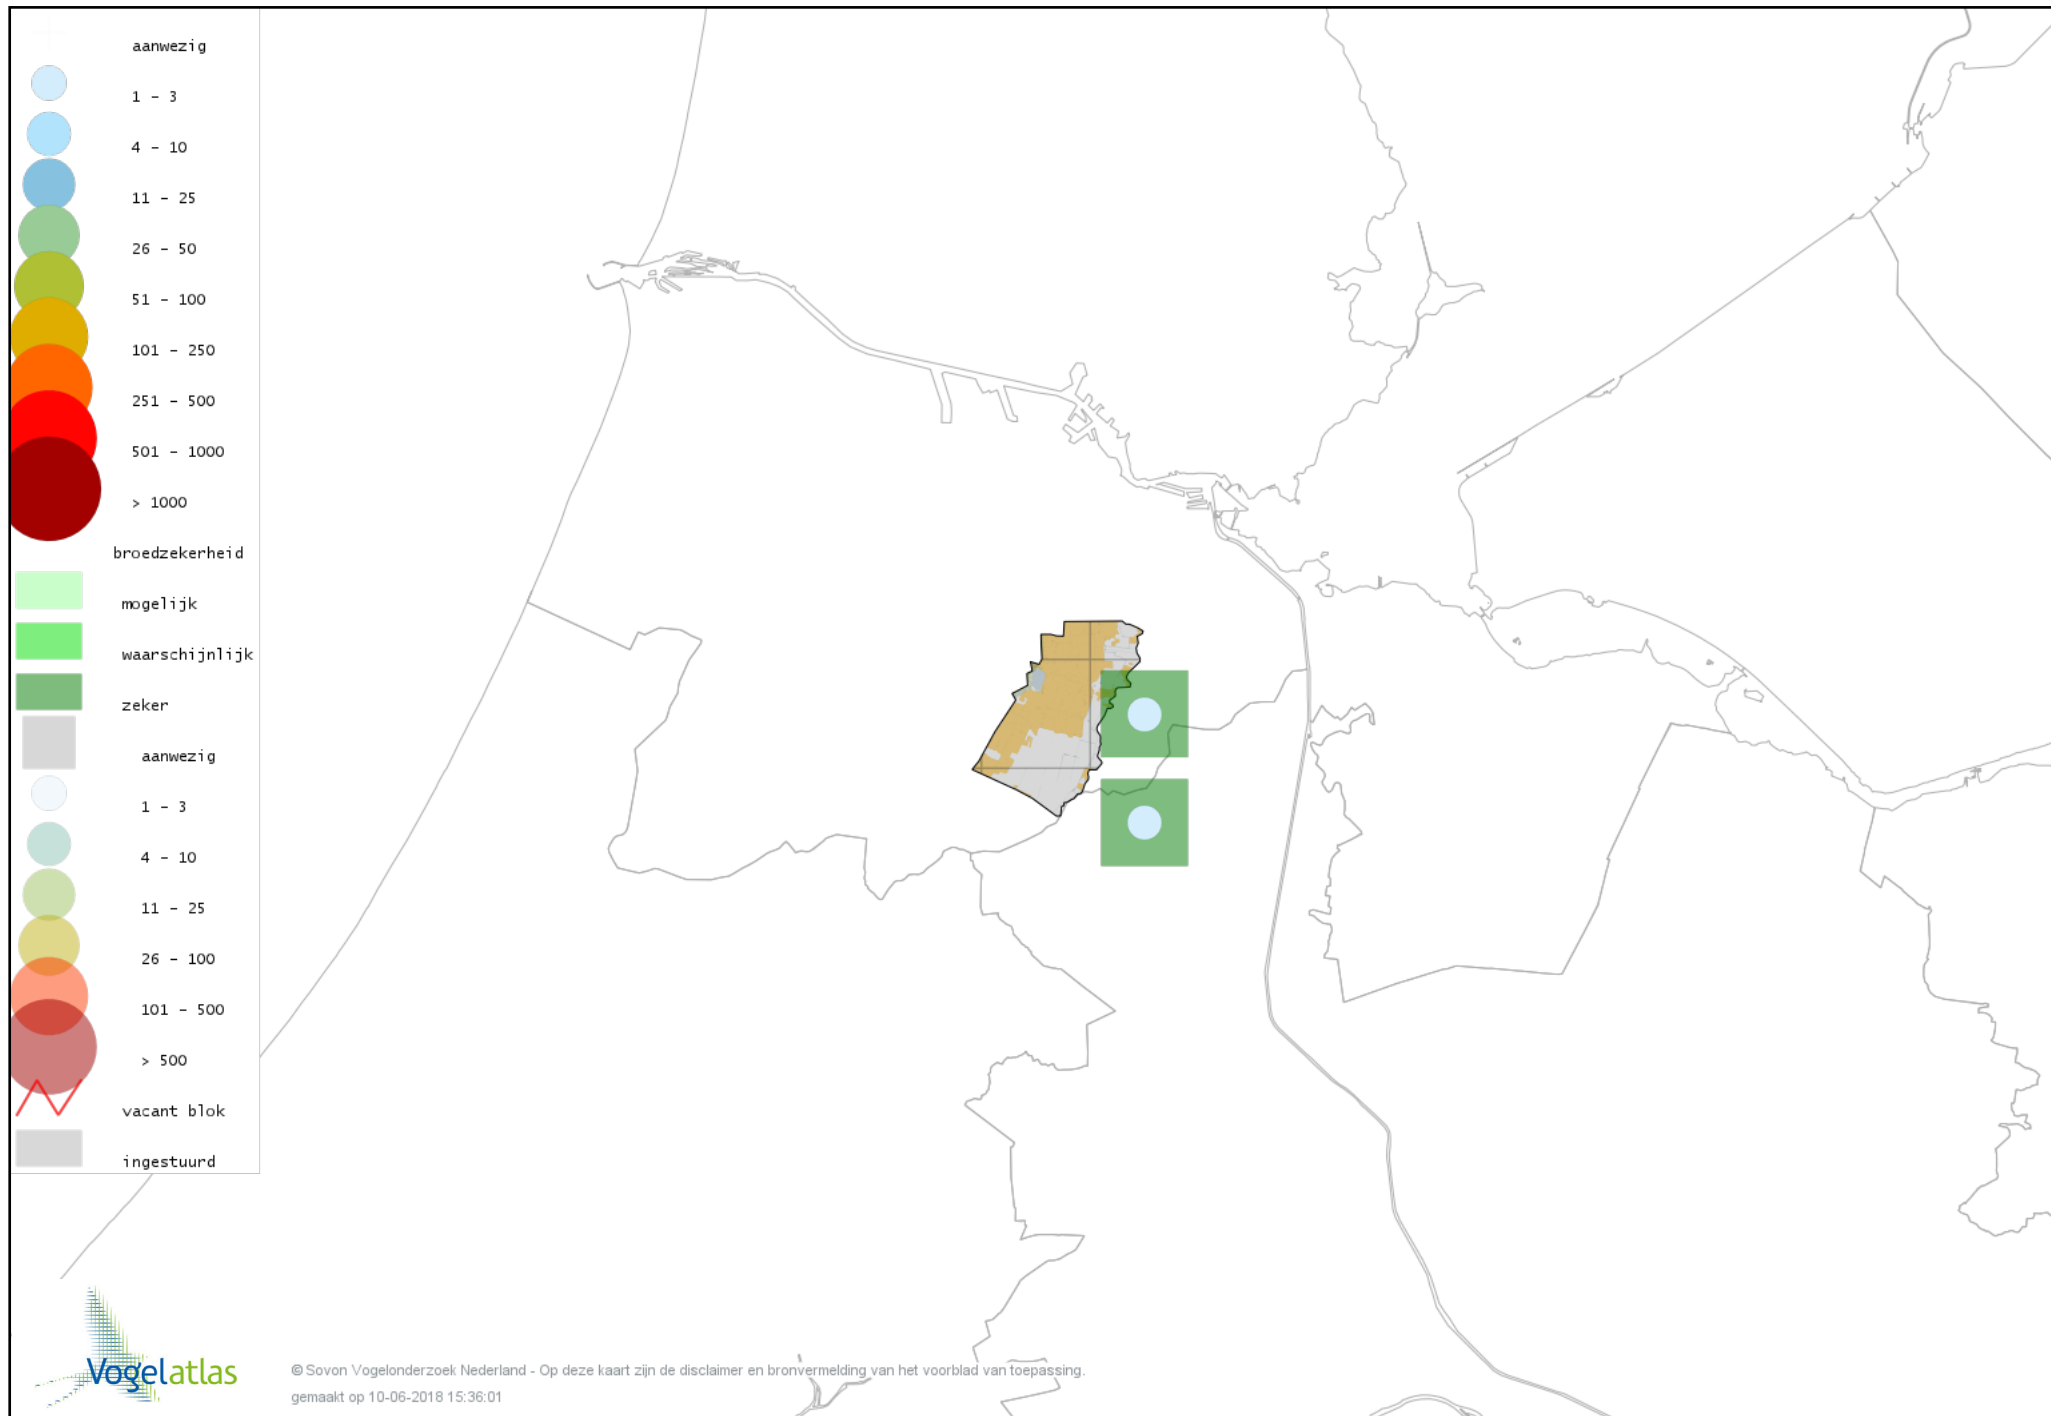 aanwezig
1 - 3
4 - 10
11 - 25
26 - 50
51 - 100
101 - 250
251 - 500
501 - 1000
> 1000
broedzekerheid
mogelijk
waarschijnlijk
zeker
aanwezig
1 - 3
4 - 10
11 - 25
26 - 100
101 - 500
> 500
vacant blok
ingestuurd
Vogelatlas
© Sovon Vogelonderzoek Nederland - Op deze kaart zijn de disclaimer en bronvermelding van het voorblad van toepassing.
gemaakt op 10-06-2018 15:36:01